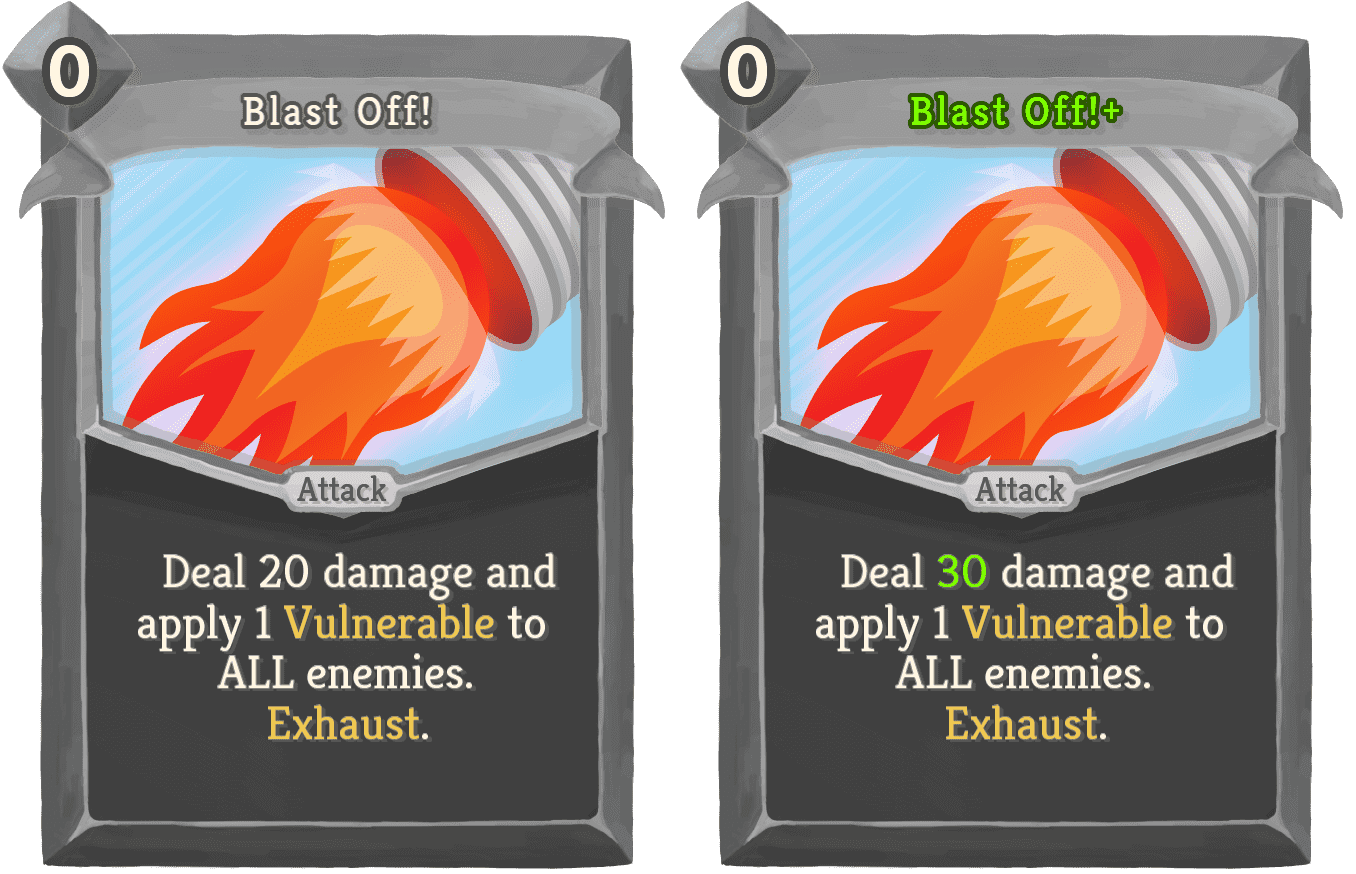 0
Blast Off!
Attack
Deal 20 damage and
apply 1 Vulnerable to
ALL enemies.
Exhaust.
0
Blast Off!+
Attack
Deal 30 damage and
apply 1 Vulnerable to
ALL enemies.
Exhaust.